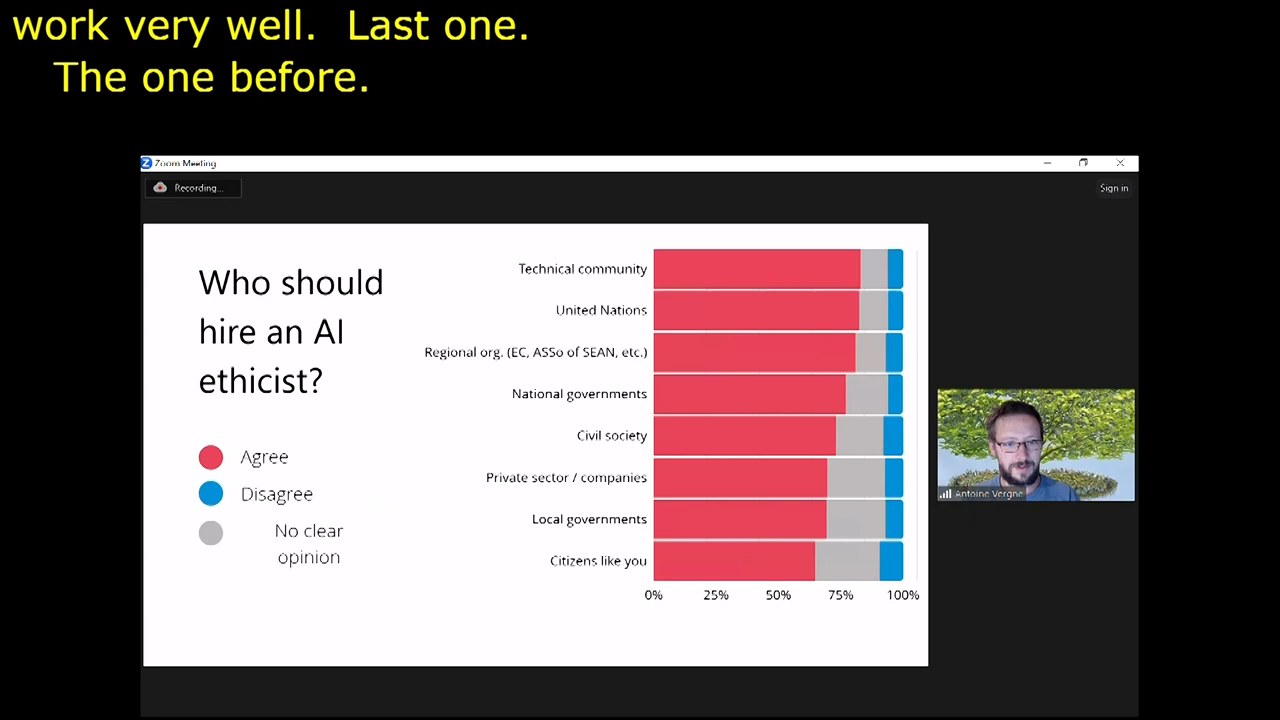 work very well.  Last one.
The one before.
Zoom Meeting
Recording...
Sign in
Who should
hire an AI
ethicist?
Agree
Disagree
No clear
opinion
Technical community
United Nations
Regional org. (EC, ASSo of SEAN, etc.)
National governments
Civil society
Private sector / companies
Local governments
Citizens like you
0% 25% 50% 75% 100%
Antoine Vergne